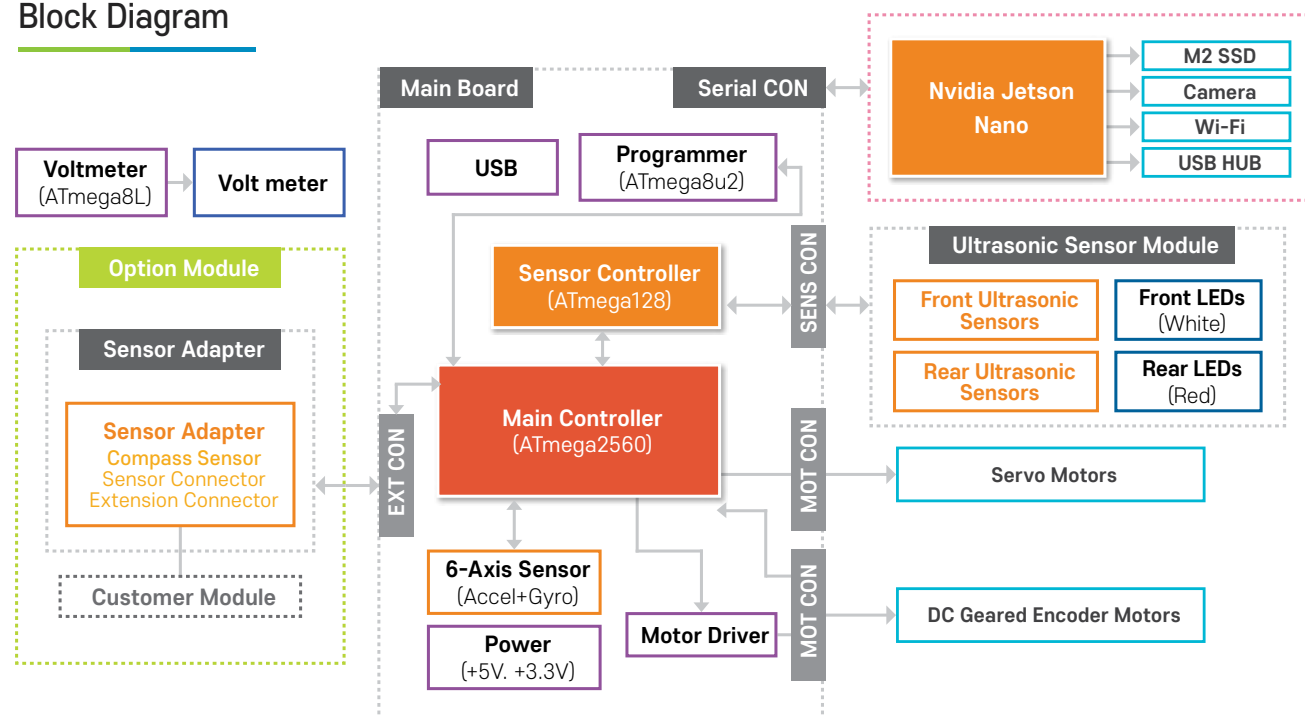 Block Diagram
Main Board
Serial CON
Nvidia Jetson
Nano
M2 SSD
Camera
Wi-Fi
USB HUB
Voltmeter
(ATmega8L)
Volt meter
USB
Programmer
(ATmega8u2)
Option Module
Sensor Adapter
Sensor Adapter
Compass Sensor
Sensor Connector
Extension Connector
Customer Module
Sensor Controller
(ATmega128)
SENS CON
Ultrasonic Sensor Module
Front Ultrasonic
Sensors
Front LEDs
(White)
Rear Ultrasonic
Sensors
Rear LEDs
(Red)
Main Controller
(ATmega2560)
EXT CON
MOT CON
Servo Motors
6-Axis Sensor
(Accel+Gyro)
Power
(+5V. +3.3V)
Motor Driver
MOT CON
DC Geared Encoder Motors